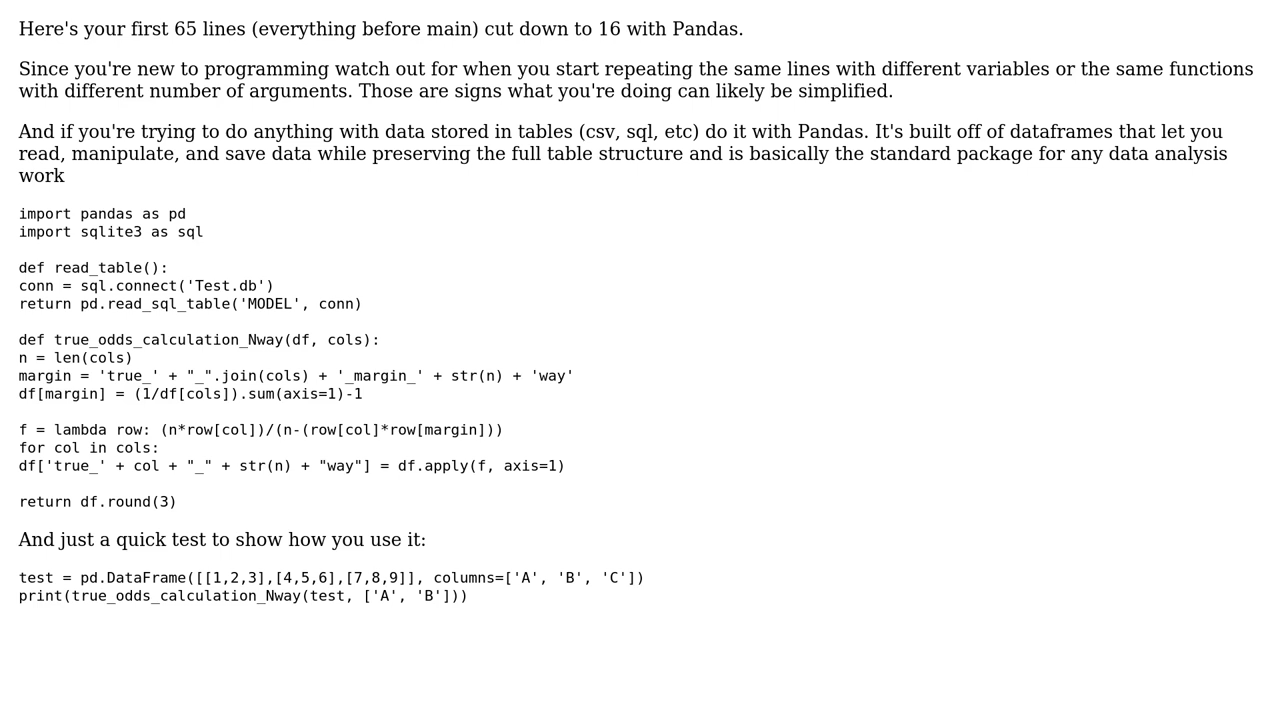 Here's your first 65 lines (everything before main) cut down to 16 with Pandas.
Since you're new to programming watch out for when you start repeating the same lines with different variables or the same functions
with different number of arguments. Those are signs what you're doing can likely be simplified.
And if you're trying to do anything with data stored in tables (csv, sql, etc) do it with Pandas. It's built off of dataframes that let you
read, manipulate, and save data while preserving the full table structure and is basically the standard package for any data analysis
work
import pandas as pd
import sqlite3 as sql
def read_table():
conn = sql.connect('Test.db')
return pd.read_sql_table('MODEL', conn)
def true_odds_calculation_Nway(df, cols):
n = len(cols)
margin = 'true_' + "_".join(cols) + '_margin_' + str(n) + 'way'
df[margin] = (1/df[cols]).sum(axis=1)-1
f = lambda row: (n*row[col])/(n-(row[col]*row[margin]))
for col in cols:
df['true_' + col + "_" + str(n) + "way"] = df.apply(f, axis=1)
return df.round(3)
And just a quick test to show how you use it:
test = pd.DataFrame([[1,2,3],[4,5,6],[7,8,9]], columns=['A', 'B', 'C'])
print(true_odds_calculation_Nway(test, ['A', 'B']))